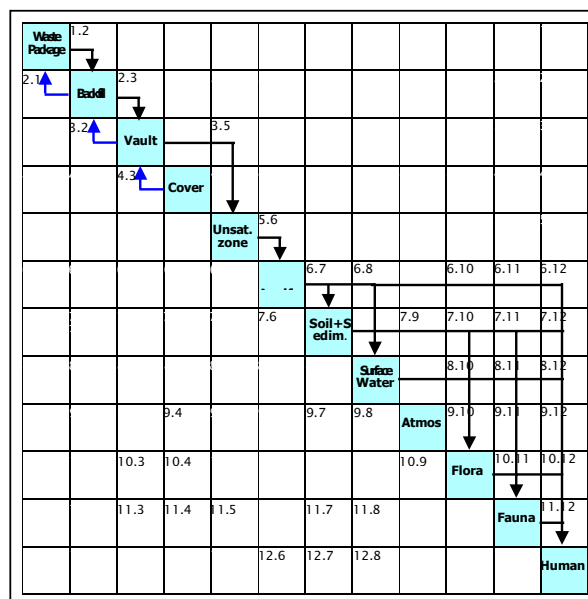 1.2
Waste
Package
2.1
2.3
Backfill
3.2
3.5
Vault
4.3
Cover
5.6
Unsat.
zone
6.7 6.8 6.10 6.11 6.12
7.6 7.9 7.10 7.11 7.12
Soil+S
edim.
8.10 8.11 8.12
Surface
Water
9.4 9.7 9.8 9.10 9.11 9.12
Atmos
10.3 10.4 10.9 10.11 10.12
Flora
11.3 11.4 11.5 11.7 11.8 11.12
Fauna
12.6 12.7 12.8
Human